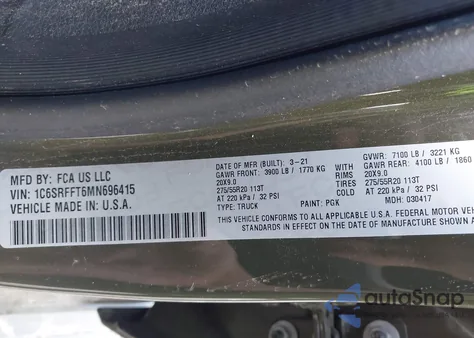 MFD BY: FCA US LLC
VIN: 1C6SRFFT6MN696415
VEHICLE MADE IN: U.S.A.
DATE OF MFR (BUILT): 3-21
GAWR FRONT: 3900 LB / 1770 KG
20X9.0
275/55R20 113T
AT 220 kPa / 32 PSI
TYPE: TRUCK
PAINT: PGK
GVWR: 7100 LB / 3221 KG
GAWR REAR: 4100 LB / 1860
20X9.0
275/55R20 113T
AT 220 kPa / 32 PSI
MDH: 030417
THIS VEHICLE CONFORMS TO ALL APPLICABLE U.S.A. FEDERAL MOTOR VEH
STANDARDS IN EFFECT ON THE DATE OF MANUFACTURE SHOWN A
autoSnap